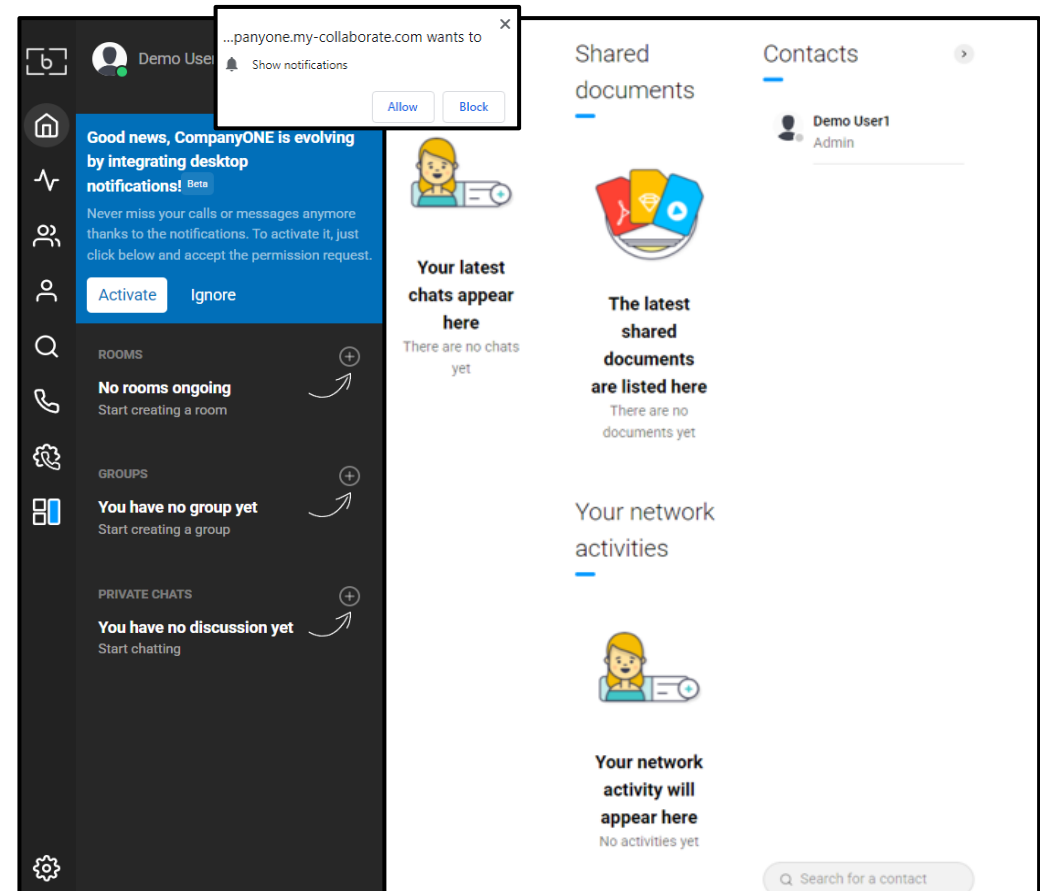 ...panyone.my-collaborate.com wants to
Show notifications
Allow
Block
Demo User
Good news, CompanyONE is evolving
by integrating desktop
notifications! Beta
Never miss your calls or messages anymore
thanks to the notifications. To activate it, just
click below and accept the permission request.
Activate
Ignore
ROOMS
No rooms ongoing
Start creating a room
GROUPS
You have no group yet
Start creating a group
PRIVATE CHATS
You have no discussion yet
Start chatting
Your latest
chats appear
here
There are no chats
yet
Shared
documents
The latest
shared
documents
are listed here
There are no
documents yet
Your network
activities
Your network
activity will
appear here
No activities yet
Contacts
Demo User1
Admin
Search for a contact